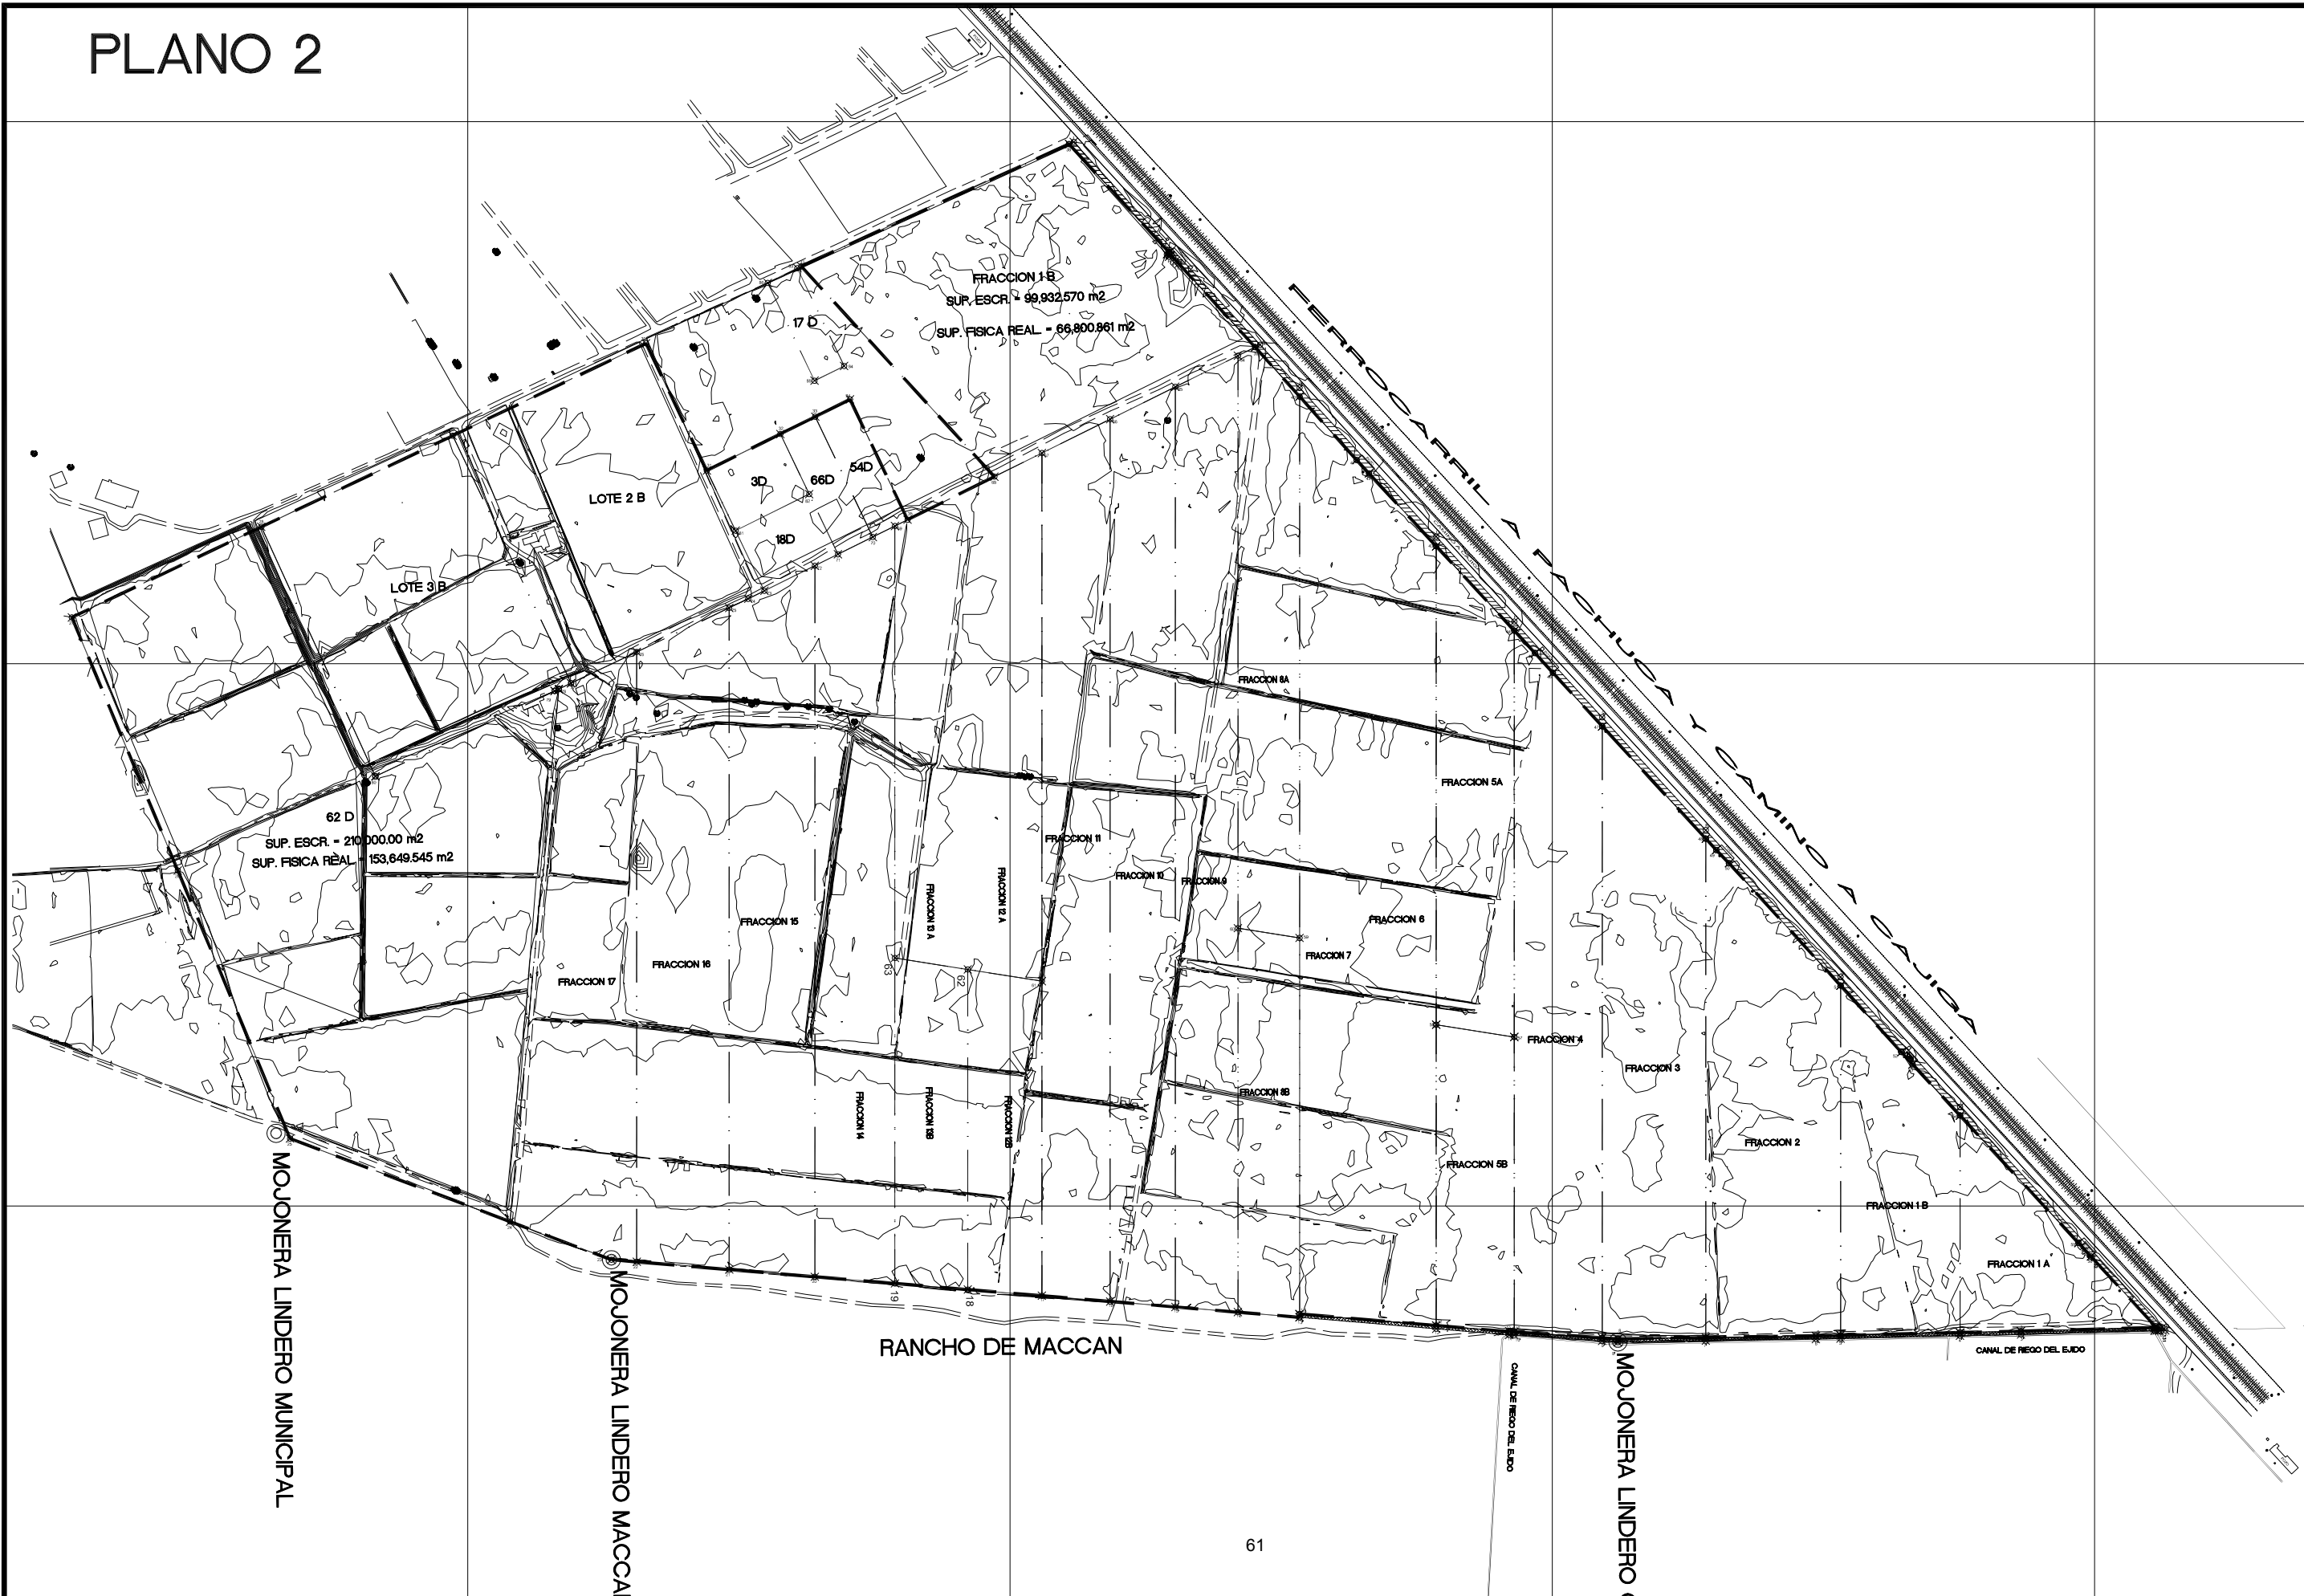 PLANO 2
FRACCION 1 B
SUP. ESCR. = 99,932.570 m2
SUP. FISICA REAL = 66,800.861 m2
17 D
FERROCARRIL A PACHUCA Y CAMINO A CAJIGA
3D
66D
54D
18D
LOTE 2 B
LOTE 3 B
62 D
SUP. ESCR. = 210,000.00 m2
SUP. FISICA REAL = 153,649.545 m2
FRACCION 8A
FRACCION 5A
FRACCION 11
FRACCION 10
FRACCION 9
FRACCION 6
FRACCION 7
FRACCION 12 A
FRACCION 13 A
FRACCION 15
FRACCION 16
FRACCION 17
63
62
FRACCION 4
FRACCION 3
FRACCION 2
FRACCION 8B
FRACCION 5B
FRACCION 14
FRACCION 13B
FRACCION 12B
FRACCION 1 B
FRACCION 1 A
19
18
RANCHO DE MACCAN
CANAL DE RIEGO DEL EJIDO
CANAL DE RIEGO DEL EJIDO
MOJONERA LINDERO MUNICIPAL
MOJONERA LINDERO MACCA
MOJONERA LINDERO
61